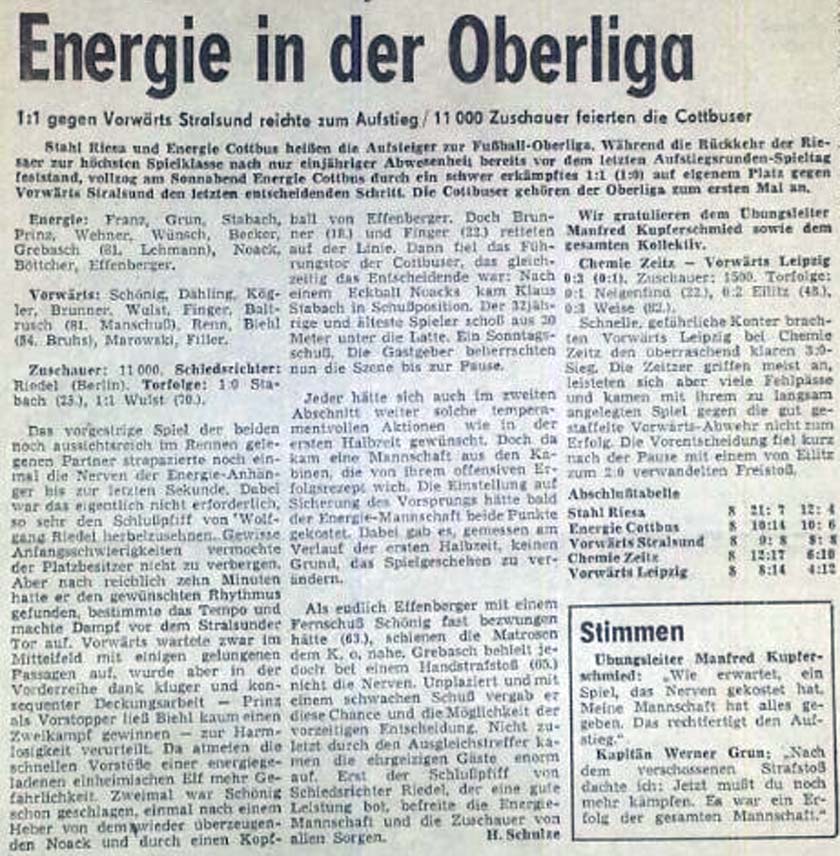 Energie in der Oberliga
1:1 gegen Vorwärts Stralsund reichte zum Aufstieg / 11 000 Zuschauer feierten die Cottbuser
Stahl Riesa und Energie Cottbus heißen die Aufsteiger zur Fußball-Oberliga. Während die Rückkehr der Rie-
saer zur höchsten Spielklasse nach nur einjähriger Abwesenheit bereits vor dem letzten Aufstiegsrunden-Spieltag
feststand, vollzog am Sonnabend Energie Cottbus durch ein schwer erkämpftes 1:1 (1:0) auf eigenem Platz gegen
Vorwärts Stralsund den letzten entscheidenden Schritt. Die Cottbuser gehören der Oberliga zum ersten Mal an.
Energie: Franz, Grun, Stabach,
Prinz, Wehner, Wünsch, Becker,
Grebasch (81. Lehmann), Noack,
Böttcher, Effenberger.
Vorwärts: Schönig, Dähling, Kög-
ler, Brunner, Wulst, Finger, Balt-
rusch (81. Manschuß), Renn, Biehl
(84. Bruhs), Marowski, Filler.
Zuschauer: 11 000. Schiedsrichter:
Riedel (Berlin). Torfolge: 1:0 Sta-
bach (25.), 1:1 Wulst (70.).
Das vorgestrige Spiel der beiden
noch aussichtsreich im Rennen gele-
genen Partner strapazierte noch ein-
mal die Nerven der Energie-Anhän-
ger bis zur letzten Sekunde. Dabei
war das eigentlich nicht erforderlich,
so sehr den Schlußpfiff von Wolf-
gang Riedel herbeizusehnen. Gewisse
Anfangsschwierigkeiten vermochte
der Platzbesitzer nicht zu verbergen.
Aber nach reichlich zehn Minuten
hatte er den gewünschten Rhythmus
gefunden, bestimmte das Tempo und
machte Dampf vor dem Stralsunder
Tor auf. Vorwärts wartete zwar im
Mittelfeld mit einigen gelungenen
Passagen auf, wurde aber in der
Vorderreihe dank kluger und kon-
sequenter Deckungsarbeit — Prinz
als Vorstopper ließ Biehl kaum einen
Zweikampf gewinnen — zur Harm-
losigkeit verurteilt. Da atmeten die
schnellen Vorstöße einer energiege-
ladenen einheimischen Elf mehr Ge-
fährlichkeit. Zweimal war Schönig
schon geschlagen, einmal nach einem
Heber von dem wieder überzeugen-
den Noack und durch einen Kopf-
ball von Effenberger. Doch Brun-
ner (18.) und Finger (22.) retteten
auf der Linie. Dann fiel das Füh-
rungstor der Cottbuser, das gleich-
zeitig das Entscheidende war: Nach
einem Eckball Noacks kam Klaus
Stabach in Schußposition. Der 32jäh-
rige und älteste Spieler schoß aus 20
Meter unter die Latte. Ein Sonntags-
schuß. Die Gastgeber beherrschten
nun die Szene bis zur Pause.
Jeder hätte sich auch im zweiten
Abschnitt weiter solche tempera-
mentvollen Aktionen wie in der
ersten Halbzeit gewünscht. Doch da
kam eine Mannschaft aus den Ka-
binen, die von ihrem offensiven Er-
folgsrezept wich. Die Einstellung auf
Sicherung des Vorsprungs hätte bald
der Energie-Mannschaft beide Punkte
gekostet. Dabei gab es, gemessen am
Verlauf der ersten Halbzeit, keinen
Grund, das Spielgeschehen zu ver-
ändern.
Als endlich Effenberger mit einem
Fernschuß Schönig fast bezwungen
hätte (63.), schienen die Matrosen
dem K. o. nahe. Grebasch behielt je-
doch bei einem Handstrafstoß (65.)
nicht die Nerven. Unplaziert und mit
einem schwachen Schuß vergab er
diese Chance und die Möglichkeit der
vorzeitigen Entscheidung. Nicht zu-
letzt durch den Ausgleichstreffer ka-
men die ehrgeizigen Gäste enorm
auf. Erst der Schlußpfiff von
Schiedsrichter Riedel, der eine gute
Leistung bot, befreite die Energie-
Mannschaft und die Zuschauer von
allen Sorgen. H. Schulze
Wir gratulieren dem Übungsleiter
Manfred Kupferschmied sowie dem
gesamten Kollektiv.
Chemie Zeitz — Vorwärts Leipzig
0:3 (0:1). Zuschauer: 1500. Torfolge:
0:1 Neigenfind (22.), 0:2 Eilitz (48.),
0:3 Weise (82.).
Schnelle, gefährliche Konter brach-
ten Vorwärts Leipzig bei Chemie
Zeitz den überraschend klaren 3:0-
Sieg. Die Zeitzer griffen meist an,
leisteten sich aber viele Fehlpässe
und kamen mit ihrem zu langsam
angelegten Spiel gegen die gut ge-
staffelte Vorwärts-Abwehr nicht zum
Erfolg. Die Vorentscheidung fiel kurz
nach der Pause mit einem von Eilitz
zum 2:0 verwandelten Freistoß.
Abschlußtabelle
Stahl Riesa 8 21: 7 12: 4
Energie Cottbus 8 10:14 10: 6
Vorwärts Stralsund 8 9: 8 8: 8
Chemie Zeitz 8 12:17 6:10
Vorwärts Leipzig 8 8:14 4:12
Stimmen
Übungsleiter Manfred Kupfer-
schmied: „Wie erwartet, ein
Spiel, das Nerven gekostet hat.
Meine Mannschaft hat alles ge-
geben. Das rechtfertigt den Auf-
stieg.“
Kapitän Werner Grun: „Nach
dem verschossenen Strafstoß
dachte ich: Jetzt mußt du noch
mehr kämpfen. Es war ein Er-
folg der gesamten Mannschaft.“